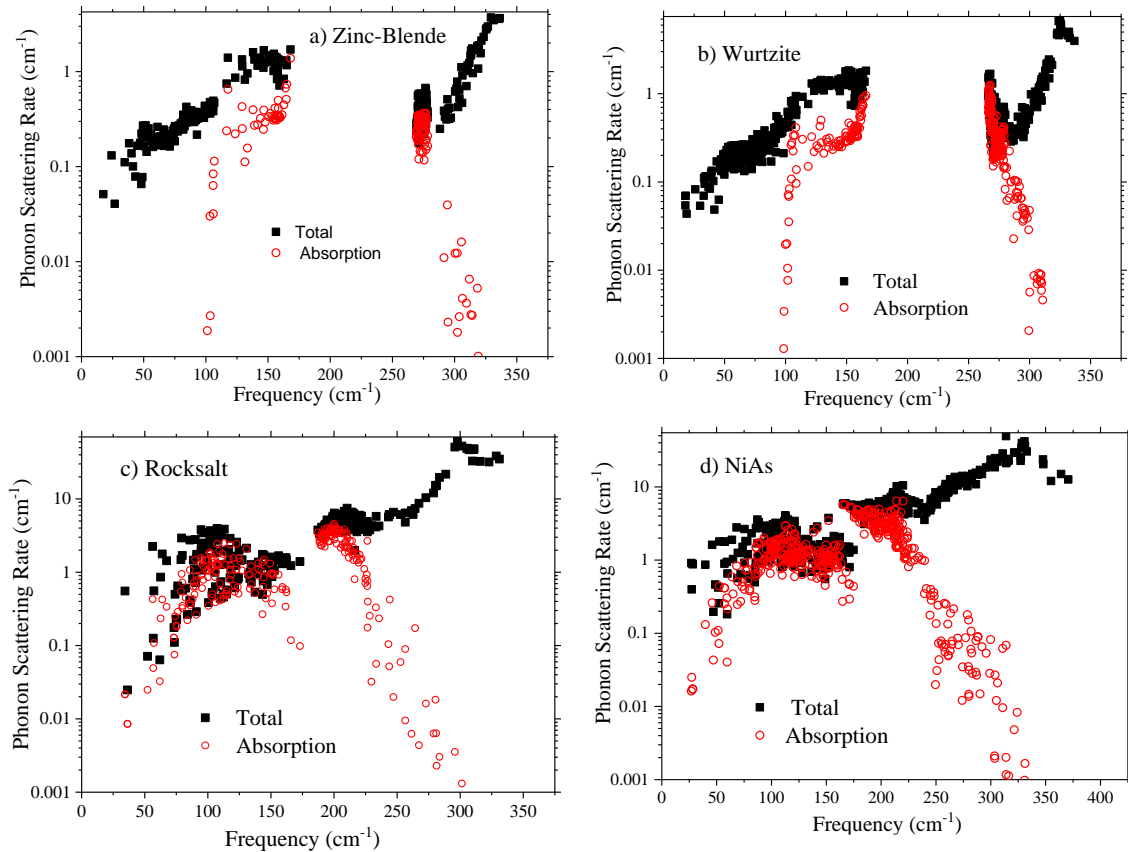 a) Zinc-Blende
Phonon Scattering Rate (cm-1)
1
0.1
0.01
0.001
Total
Absorption
0 50 100 150 200 250 300 350
Frequency (cm-1)
b) Wurtzite
Phonon Scattering Rate (cm-1)
1
0.1
0.01
0.001
Total
Absorption
0 50 100 150 200 250 300 350
Frequency (cm-1)
c) Rocksalt
Phonon Scattering Rate (cm-1)
10
1
0.1
0.01
0.001
Total
Absorption
0 50 100 150 200 250 300 350
Frequency (cm-1)
d) NiAs
Phonon Scattering Rate (cm-1)
10
1
0.1
0.01
0.001
Total
Absorption
0 50 100 150 200 250 300 350 400
Frequency (cm-1)